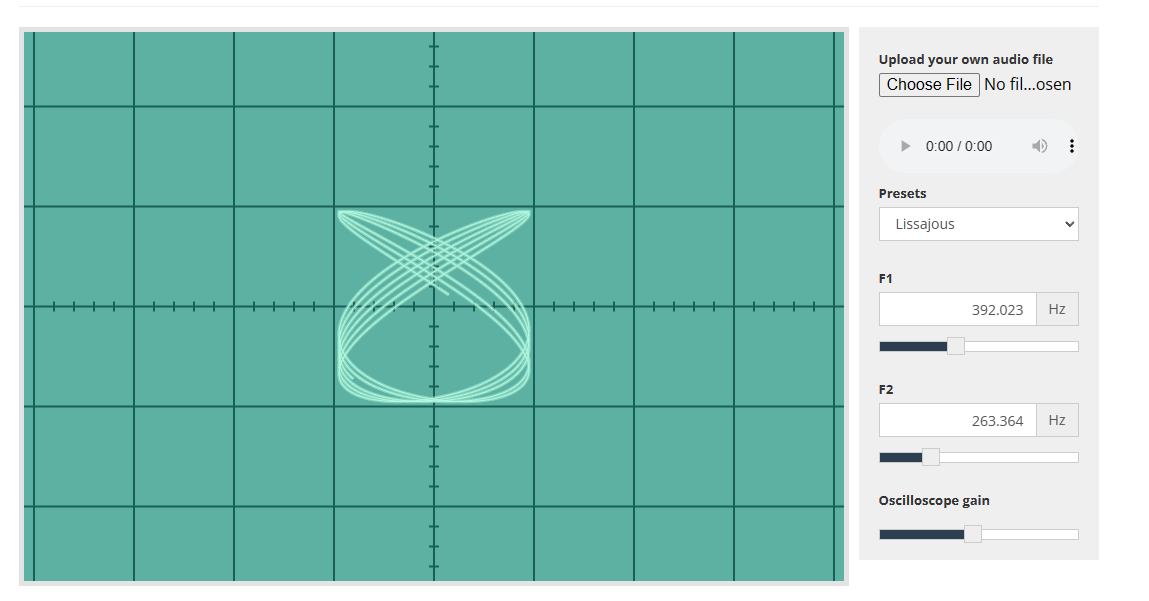 Upload your own audio file
Choose File No fil...osen
0:00 / 0:00
Presets
Lissajous
F1
392.023 Hz
F2
263.364 Hz
Oscilloscope gain